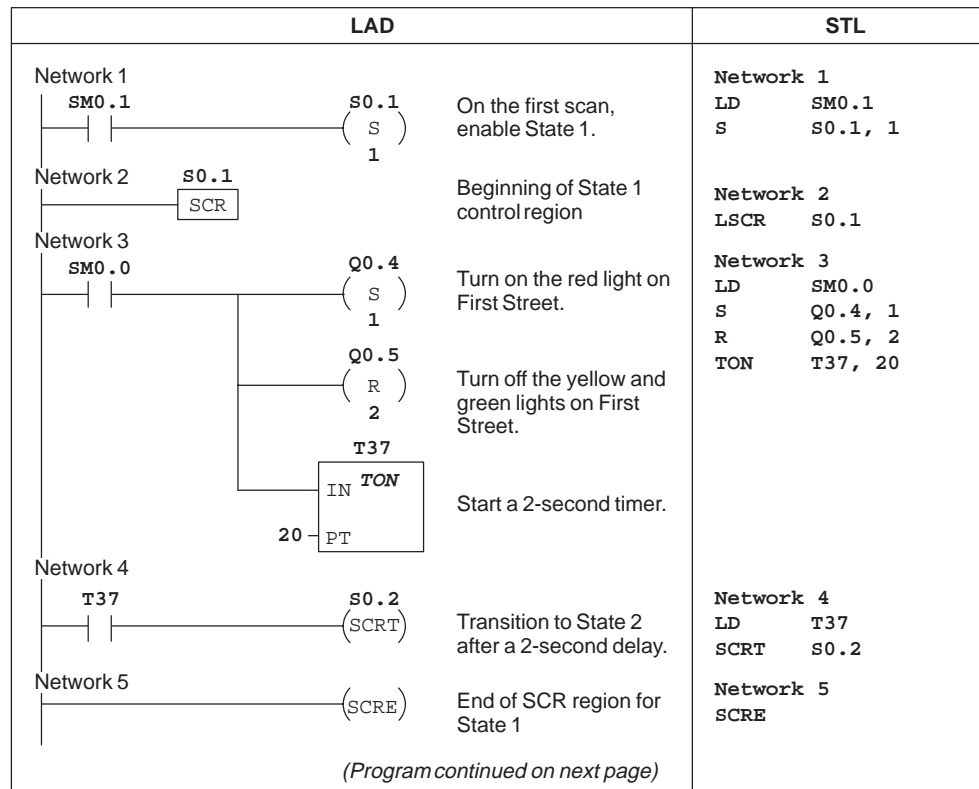 LAD
STL
Network 1
SM0.1
S0.1
S
1
On the first scan,
enable State 1.
Network 1
LD SM0.1
S S0.1, 1
Network 2
S0.1
SCR
Beginning of State 1
control region
Network 2
LSCR S0.1
Network 3
SM0.0
Q0.4
S
1
Turn on the red light on
First Street.
Q0.5
R
2
Turn off the yellow and
green lights on First
Street.
T37
IN TON
20 PT
Start a 2-second timer.
Network 3
LD SM0.0
S Q0.4, 1
R Q0.5, 2
TON T37, 20
Network 4
T37
S0.2
SCRT
Transition to State 2
after a 2-second delay.
Network 4
LD T37
SCRT S0.2
Network 5
SCRE
End of SCR region for
State 1
Network 5
SCRE
(Program continued on next page)